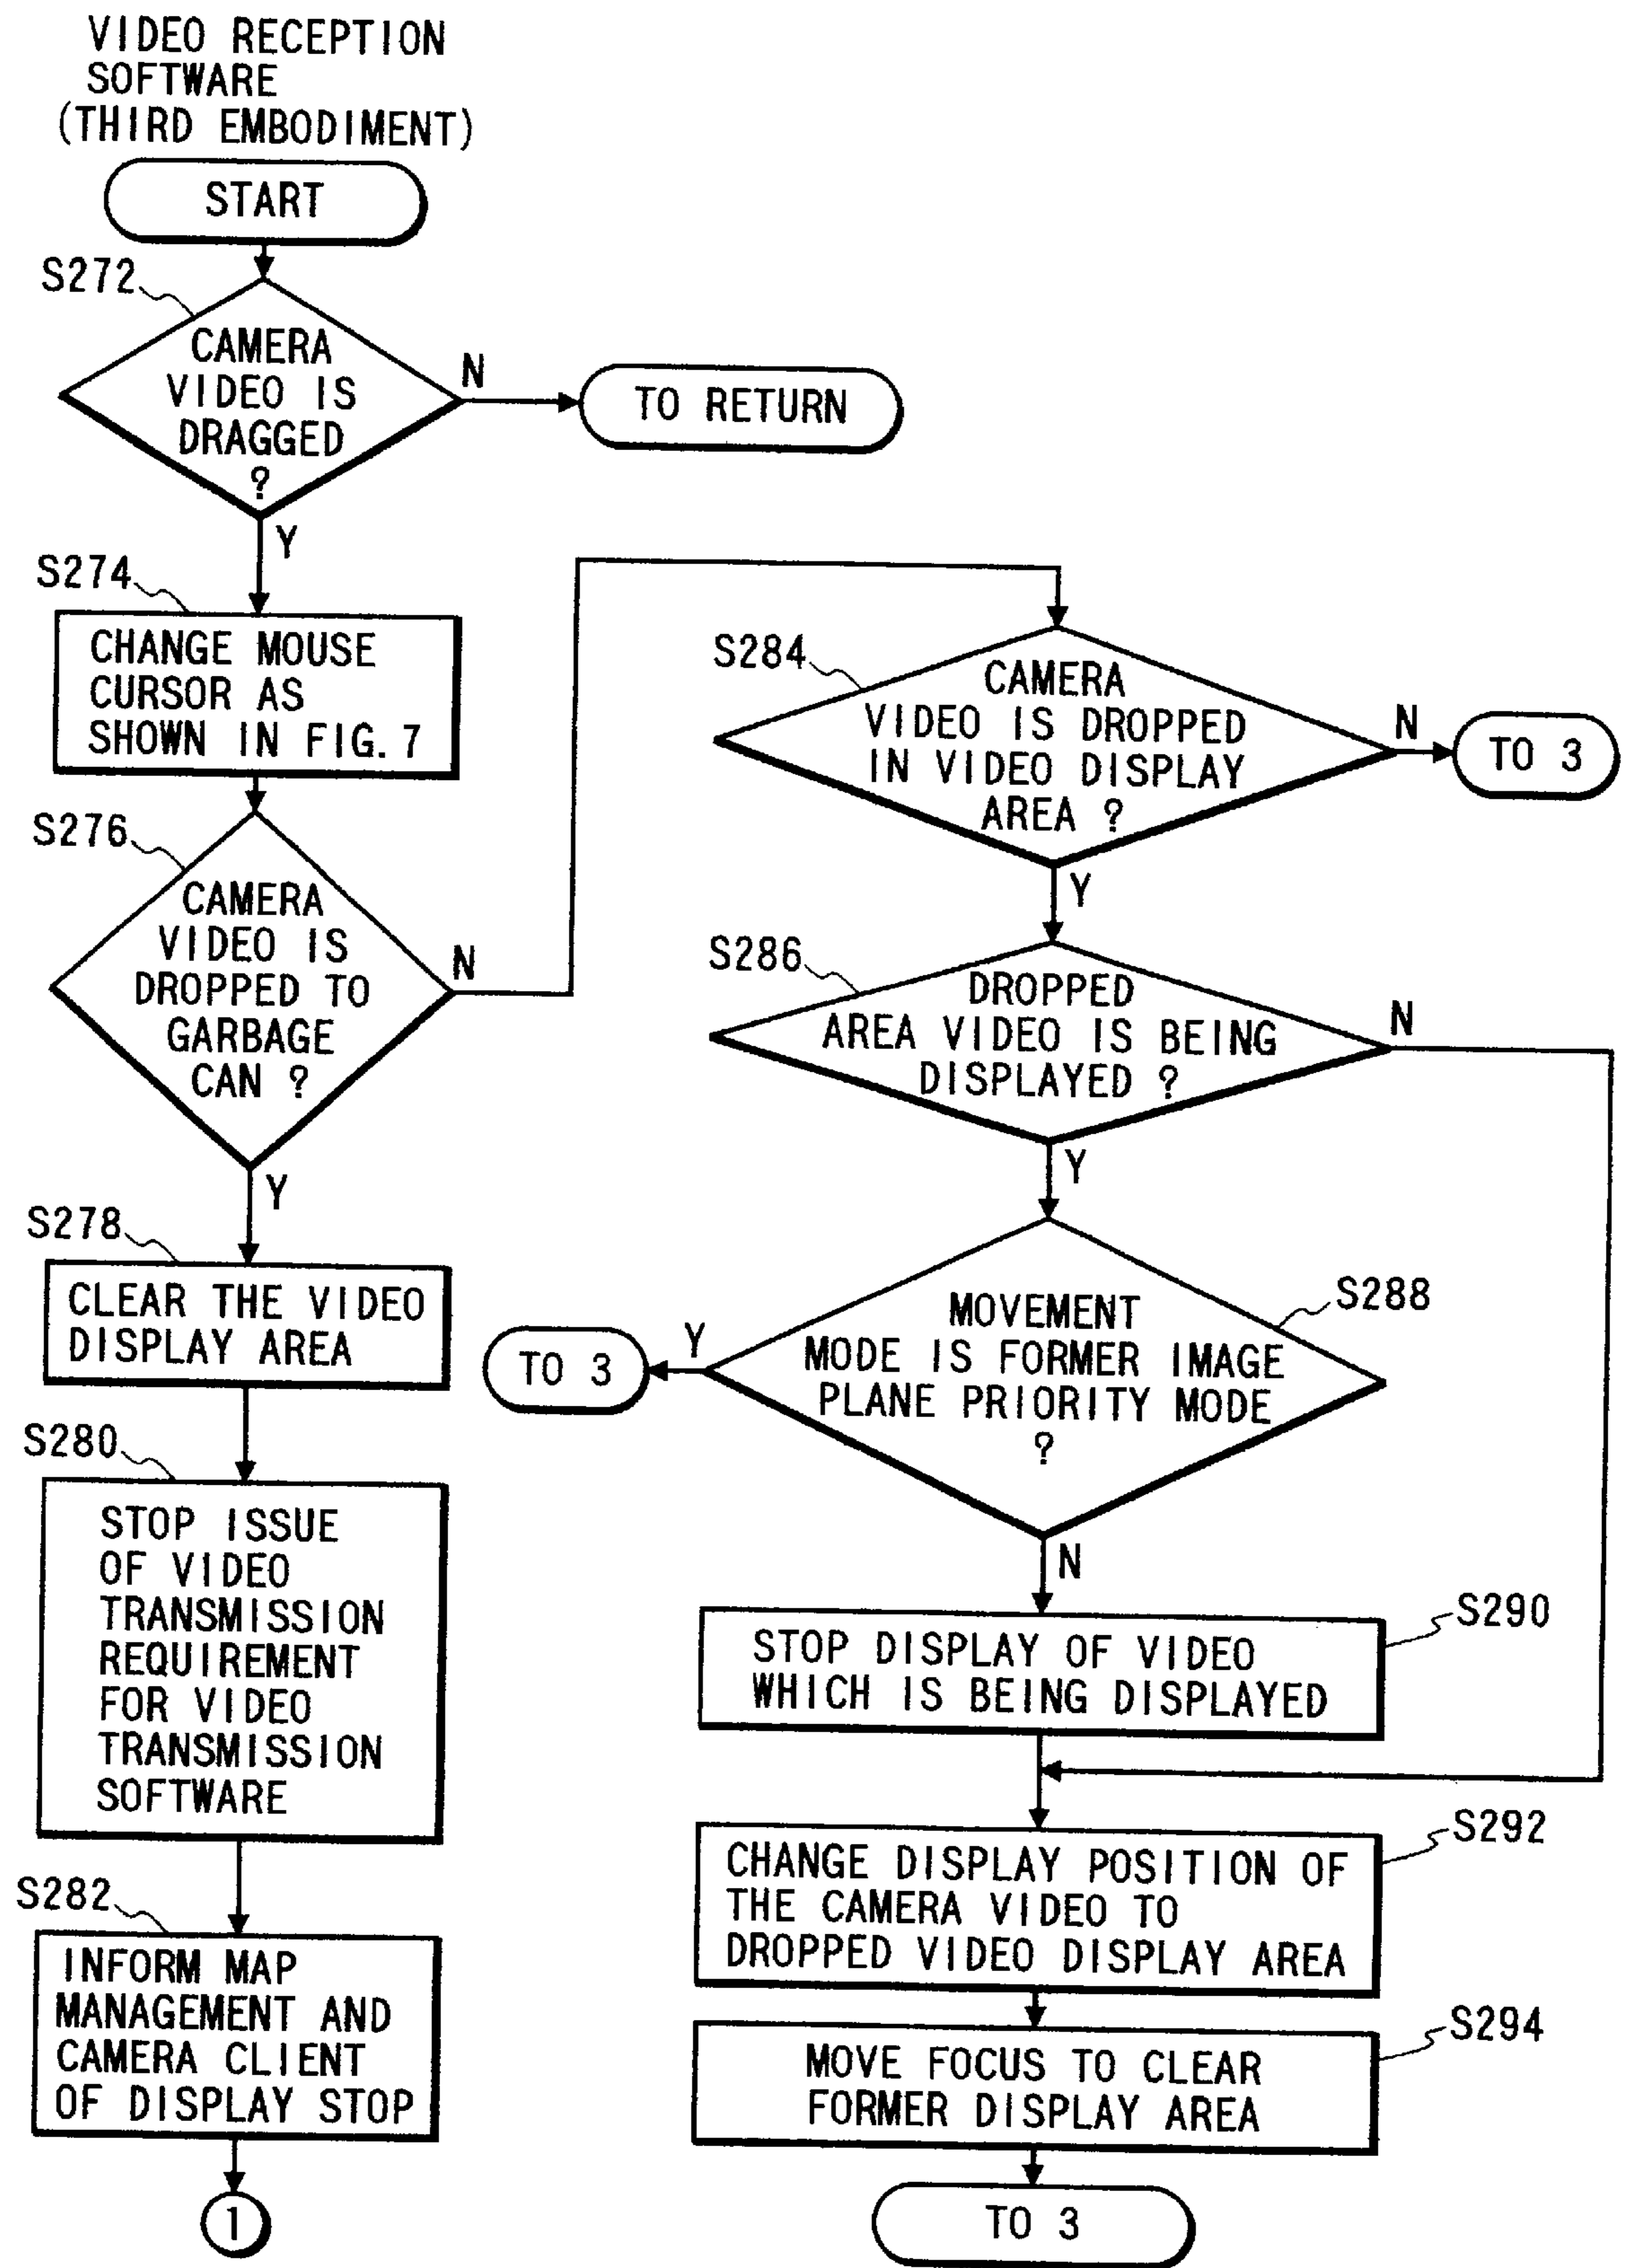 VIDEO RECEPTION
SOFTWARE
(THIRD EMBODIMENT)
START
S272
CAMERA
VIDEO IS
DRAGGED
?
N
TO RETURN
Y
S274
CHANGE MOUSE
CURSOR AS
SHOWN IN FIG. 7
S276
CAMERA
VIDEO IS
DROPPED TO
GARBAGE
CAN ?
N
Y
S278
CLEAR THE VIDEO
DISPLAY AREA
S280
STOP ISSUE
OF VIDEO
TRANSMISSION
REQUIREMENT
FOR VIDEO
TRANSMISSION
SOFTWARE
S282
INFORM MAP
MANAGEMENT AND
CAMERA CLIENT
OF DISPLAY STOP
1
S284
CAMERA
VIDEO IS DROPPED
IN VIDEO DISPLAY
AREA ?
N
TO 3
Y
S286
DROPPED
AREA VIDEO IS BEING
DISPLAYED ?
N
Y
S288
MOVEMENT
MODE IS FORMER IMAGE
PLANE PRIORITY MODE
?
Y
TO 3
N
S290
STOP DISPLAY OF VIDEO
WHICH IS BEING DISPLAYED
S292
CHANGE DISPLAY POSITION OF
THE CAMERA VIDEO TO
DROPPED VIDEO DISPLAY AREA
S294
MOVE FOCUS TO CLEAR
FORMER DISPLAY AREA
TO 3